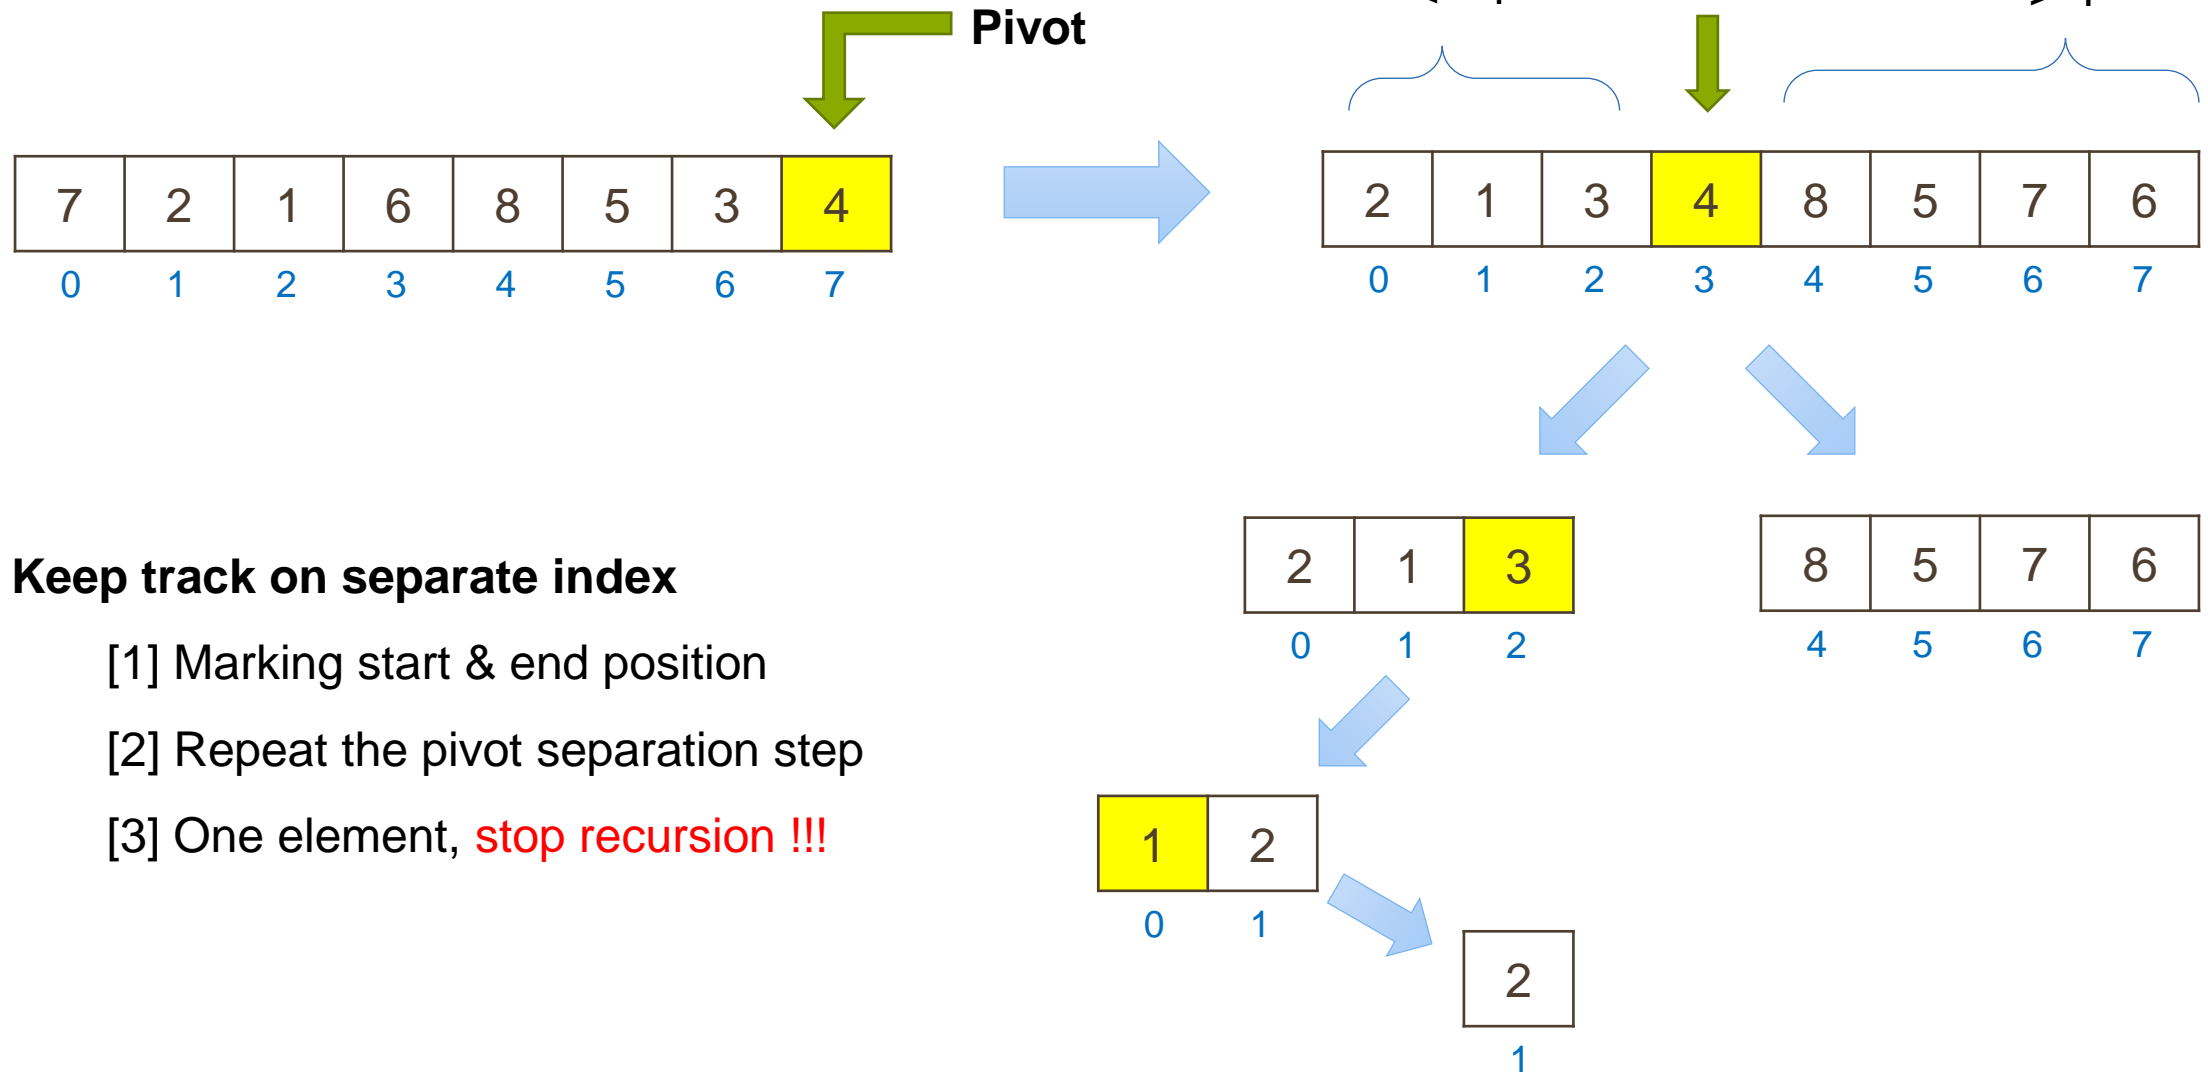 Pivot
7 2 1 6 8 5 3 4
0 1 2 3 4 5 6 7
2 1 3 4 8 5 7 6
0 1 2 3 4 5 6 7
2 1 3
0 1 2
8 5 7 6
4 5 6 7
Keep track on separate index
[1] Marking start & end position
[2] Repeat the pivot separation step
[3] One element, stop recursion !!!
1 2
0 1
2
1